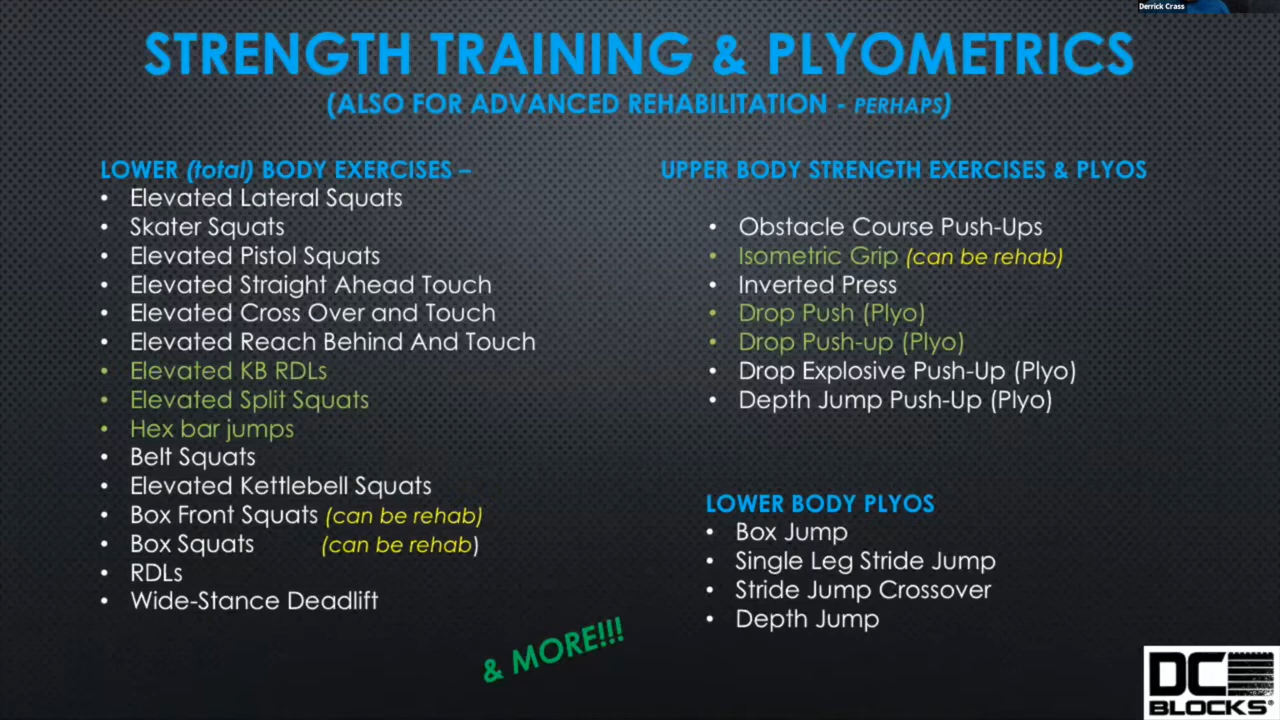 Derrick Crass
STRENGTH TRAINING & PLYOMETRICS
(ALSO FOR ADVANCED REHABILITATION - PERHAPS)
LOWER (total) BODY EXERCISES –
• Elevated Lateral Squats
• Skater Squats
• Elevated Pistol Squats
• Elevated Straight Ahead Touch
• Elevated Cross Over and Touch
• Elevated Reach Behind And Touch
• Elevated KB RDLs
• Elevated Split Squats
• Hex bar jumps
• Belt Squats
• Elevated Kettlebell Squats
• Box Front Squats (can be rehab)
• Box Squats (can be rehab)
• RDLs
• Wide-Stance Deadlift
UPPER BODY STRENGTH EXERCISES & PLYOS
• Obstacle Course Push-Ups
• Isometric Grip (can be rehab)
• Inverted Press
• Drop Push (Plyo)
• Drop Push-up (Plyo)
• Drop Explosive Push-Up (Plyo)
• Depth Jump Push-Up (Plyo)
LOWER BODY PLYOS
• Box Jump
• Single Leg Stride Jump
• Stride Jump Crossover
• Depth Jump
& MORE!!!
DC
BLOCKS®